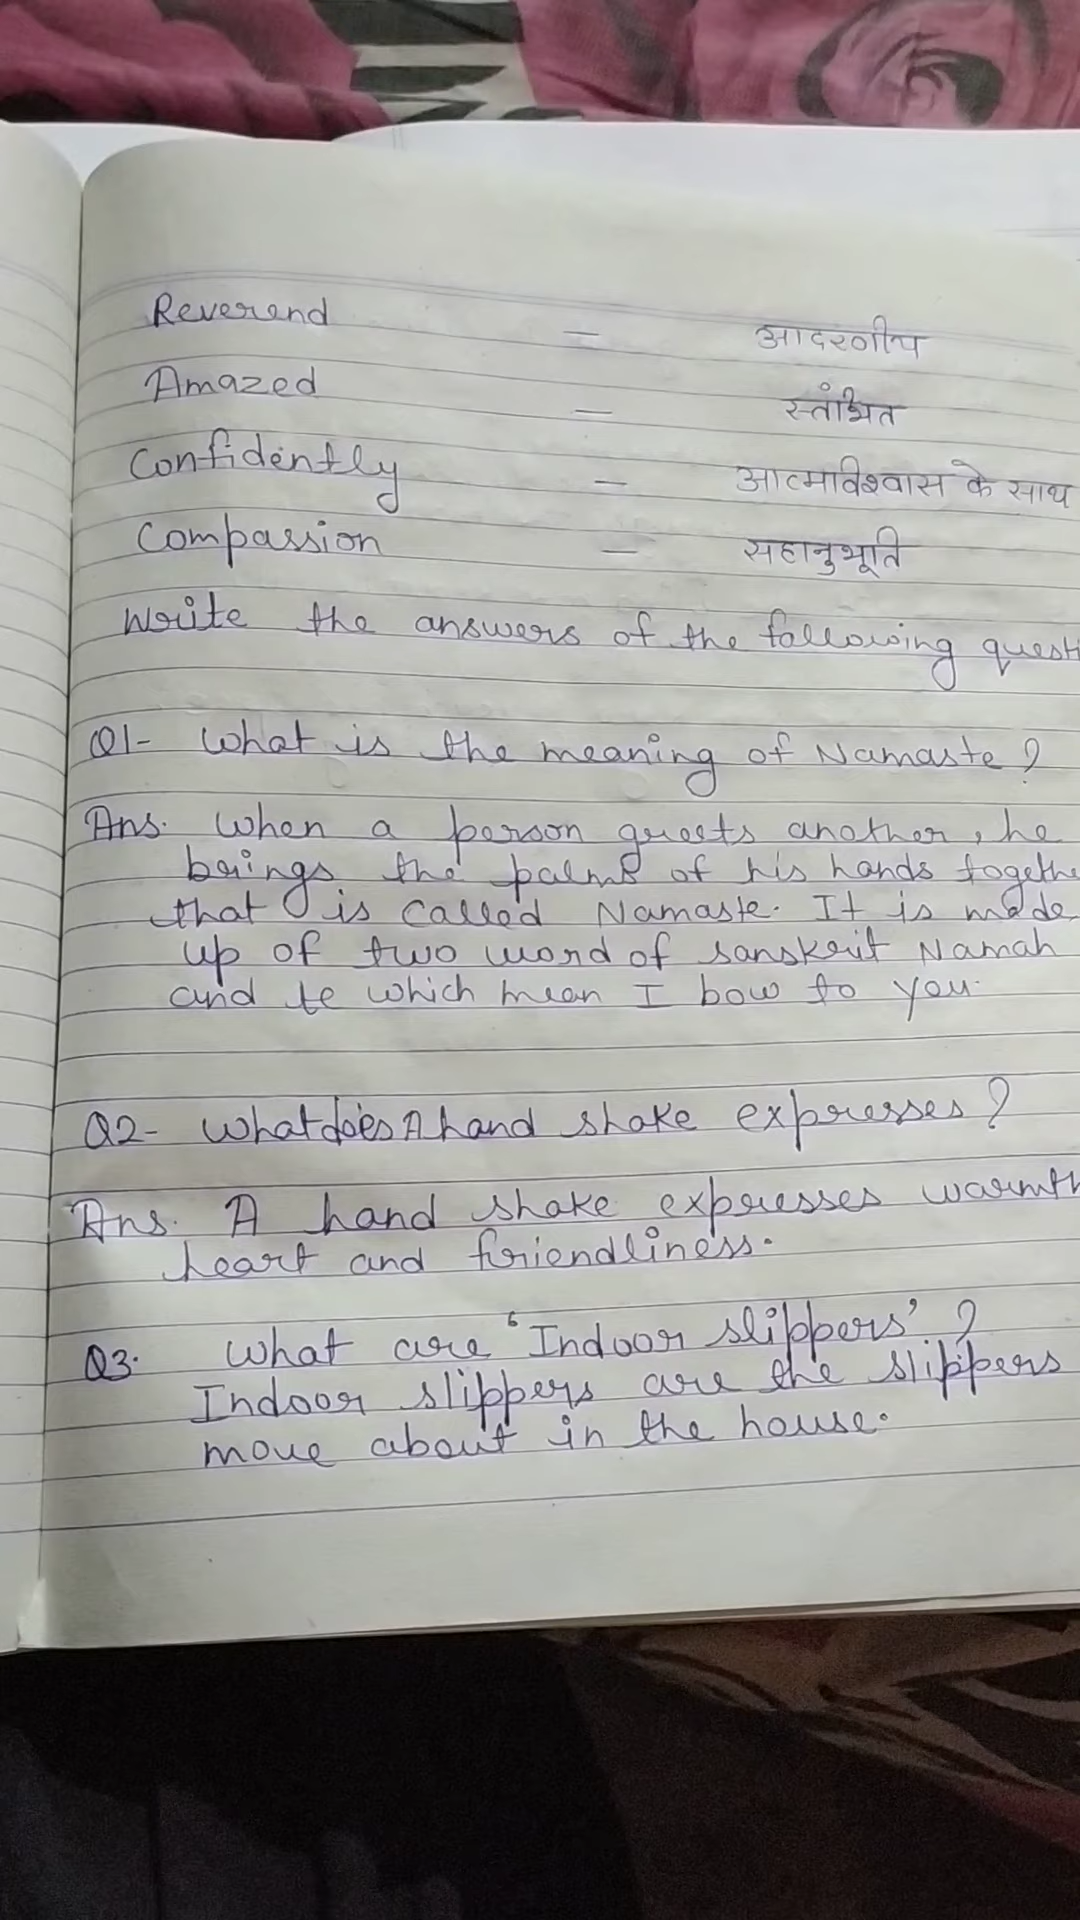 Reverend - आदरणीय
Amazed - स्तंभित
Confidently - आत्मविश्वास के साथ
Compassion - सहानुभूति
Write the answers of the following questi
Q1- What is the meaning of Namaste?
Ans. When a person greets another, he
brings the palms of his hands togethe
that is called Namaste. It is made
up of two word of sanskrit Namah
and te which mean I bow to you.
Q2- What does A hand shake expresses?
Ans. A hand shake expresses warmth
heart and friendliness.
Q3. What are 'Indoor slippers'?
Indoor slippers are the slippers
move about in the house.